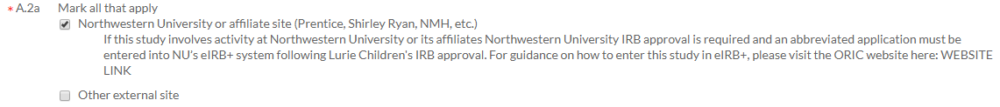 * A.2a Mark all that apply
Northwestern University or affiliate site (Prentice, Shirley Ryan, NMH, etc.)
If this study involves activity at Northwestern University or its affiliates Northwestern University IRB approval is required and an abbreviated application must be
entered into NU's eIRB+ system following Lurie Children's IRB approval. For guidance on how to enter this study in eIRB+, please visit the ORIC website here: WEBSITE
LINK
Other external site